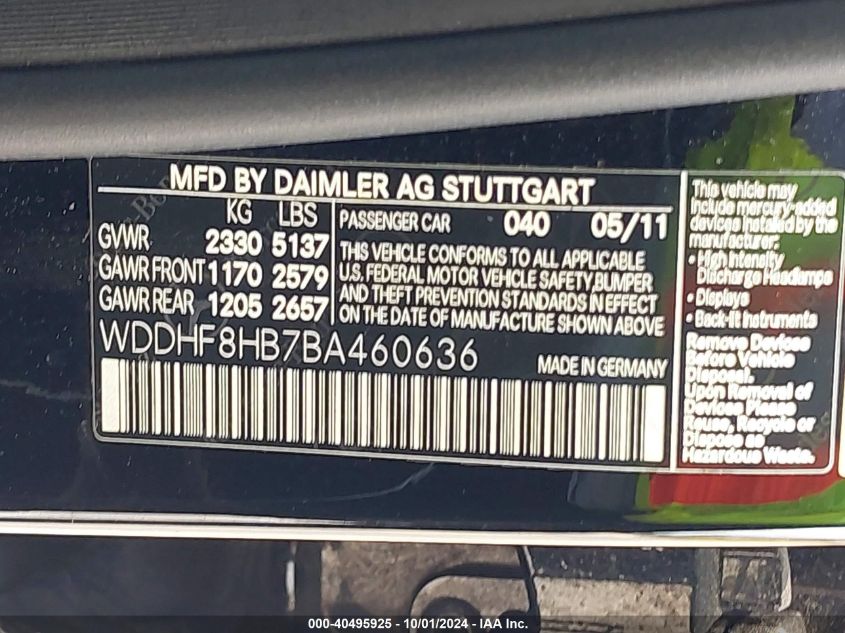 MFD BY DAIMLER AG STUTTGART
KG LBS
GVWR 2330 5137
GAWR FRONT 1170 2579
GAWR REAR 1205 2657
PASSENGER CAR 040 05/11
THIS VEHICLE CONFORMS TO ALL APPLICABLE
U.S. FEDERAL MOTOR VEHICLE SAFETY,BUMPER
AND THEFT PREVENTION STANDARDS IN EFFECT
ON THE DATE OF MANUFACTURE SHOWN ABOVE
WDDHF8HB7BA460636
MADE IN GERMANY
This vehicle may
include mercury-added
devices installed by the
manufacturer:
• High Intensity
Discharge Headlamps
• Displays
• Back-lit Instruments
Remove Devices
Before Vehicle
Disposal.
Upon Removal of
Devices Please
Reuse, Recycle or
Dispose as
Hazardous Waste.
000-40495925 - 10/01/2024 - IAA Inc.